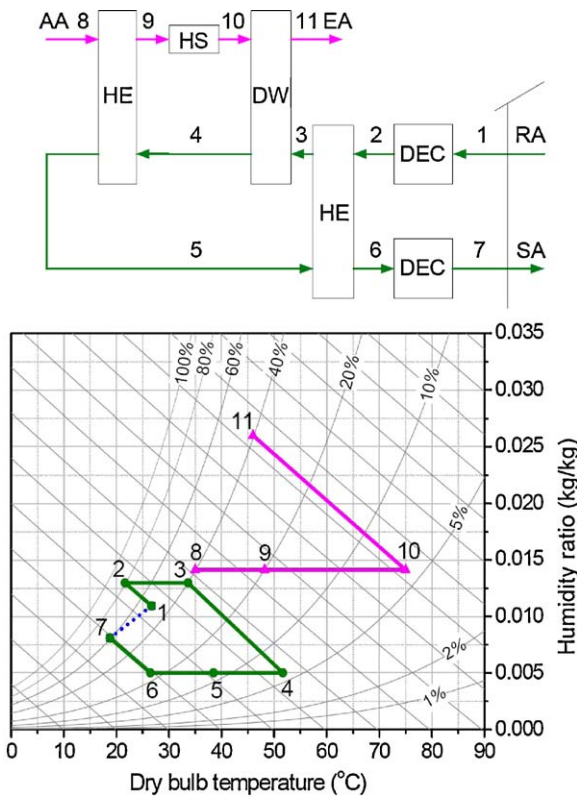 AA 8 9 10 11 EA
HS
HE DW
4 3 2 1 RA
DEC
HE
5 6 7 SA
DEC
0.035
100% 80% 60% 40% 20% 10%
0.030
11
0.025
5%
0.020
8 9 10
0.015
2 3
1
0.010
7
2%
6 5 4
0.005
1%
0.000
0 10 20 30 40 50 60 70 80 90
Dry bulb temperature (°C)
Humidity ratio (kg/kg)